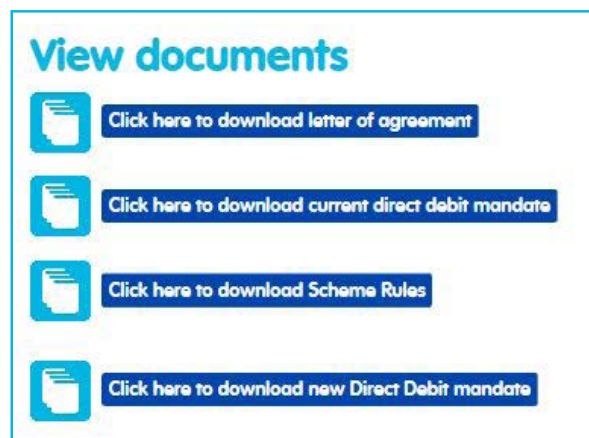 View documents
Click here to download letter of agreement
Click here to download current direct debit mandate
Click here to download Scheme Rules
Click here to download new Direct Debit mandate